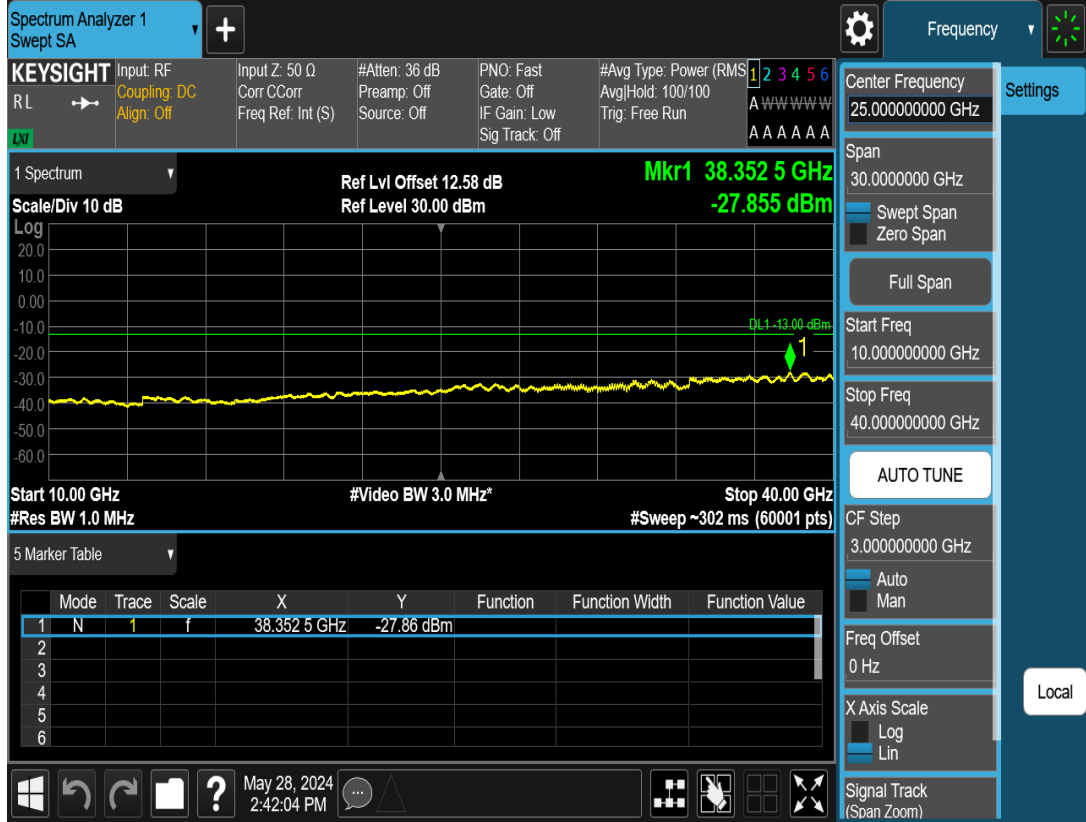 Spectrum Analyzer 1
Swept SA
+
Frequency
KEYSIGHT
R L
LXI
Input: RF
Coupling: DC
Align: Off
Input Z: 50 Ω
Corr CCorr
Freq Ref: Int (S)
#Atten: 36 dB
Preamp: Off
Source: Off
PNO: Fast
Gate: Off
IF Gain: Low
Sig Track: Off
#Avg Type: Power (RMS
Avg|Hold: 100/100
Trig: Free Run
1 2 3 4 5 6
A W W W W W
A A A A A A
1 Spectrum
Scale/Div 10 dB
Ref Lvl Offset 12.58 dB
Ref Level 30.00 dBm
Mkr1 38.352 5 GHz
-27.855 dBm
Log
20.0
10.0
0.00
-10.0
-20.0
-30.0
-40.0
-50.0
-60.0
DL1 -13.00 dBm
1
Start 10.00 GHz
#Res BW 1.0 MHz
#Video BW 3.0 MHz*
Stop 40.00 GHz
#Sweep ~302 ms (60001 pts)
5 Marker Table
Mode Trace Scale X Y Function Function Width Function Value
1 N 1 f 38.352 5 GHz -27.86 dBm
2
3
4
5
6
?
May 28, 2024
2:42:04 PM
Center Frequency
25.000000000 GHz
Settings
Span
30.0000000 GHz
Swept Span
Zero Span
Full Span
Start Freq
10.000000000 GHz
Stop Freq
40.000000000 GHz
AUTO TUNE
CF Step
3.000000000 GHz
Auto
Man
Freq Offset
0 Hz
Local
X Axis Scale
Log
Lin
Signal Track
(Span Zoom)